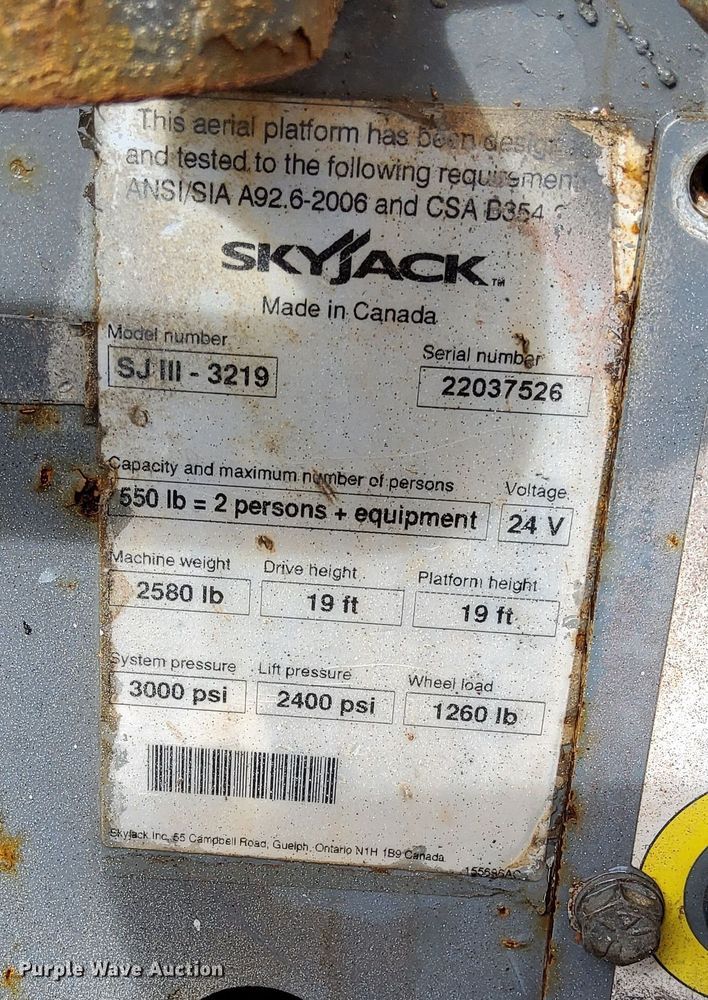 This aerial platform has been
and tested to the following
ANSI/SIA A92.6-2006 and CSA B354
SKYJACK™
Made in Canada
Model number
SJ III - 3219
Serial number
22037526
Capacity and maximum number of persons
550 lb = 2 persons + equipment
Voltage
24 V
Machine weight
2580 lb
Drive height
19 ft
Platform height
19 ft
System pressure
3000 psi
Lift pressure
2400 psi
Wheel load
1260 lb
Skyjack Inc, 55 Campbell Road, Guelph, Ontario N1H 1B9 Canada
Purple Wave Auction